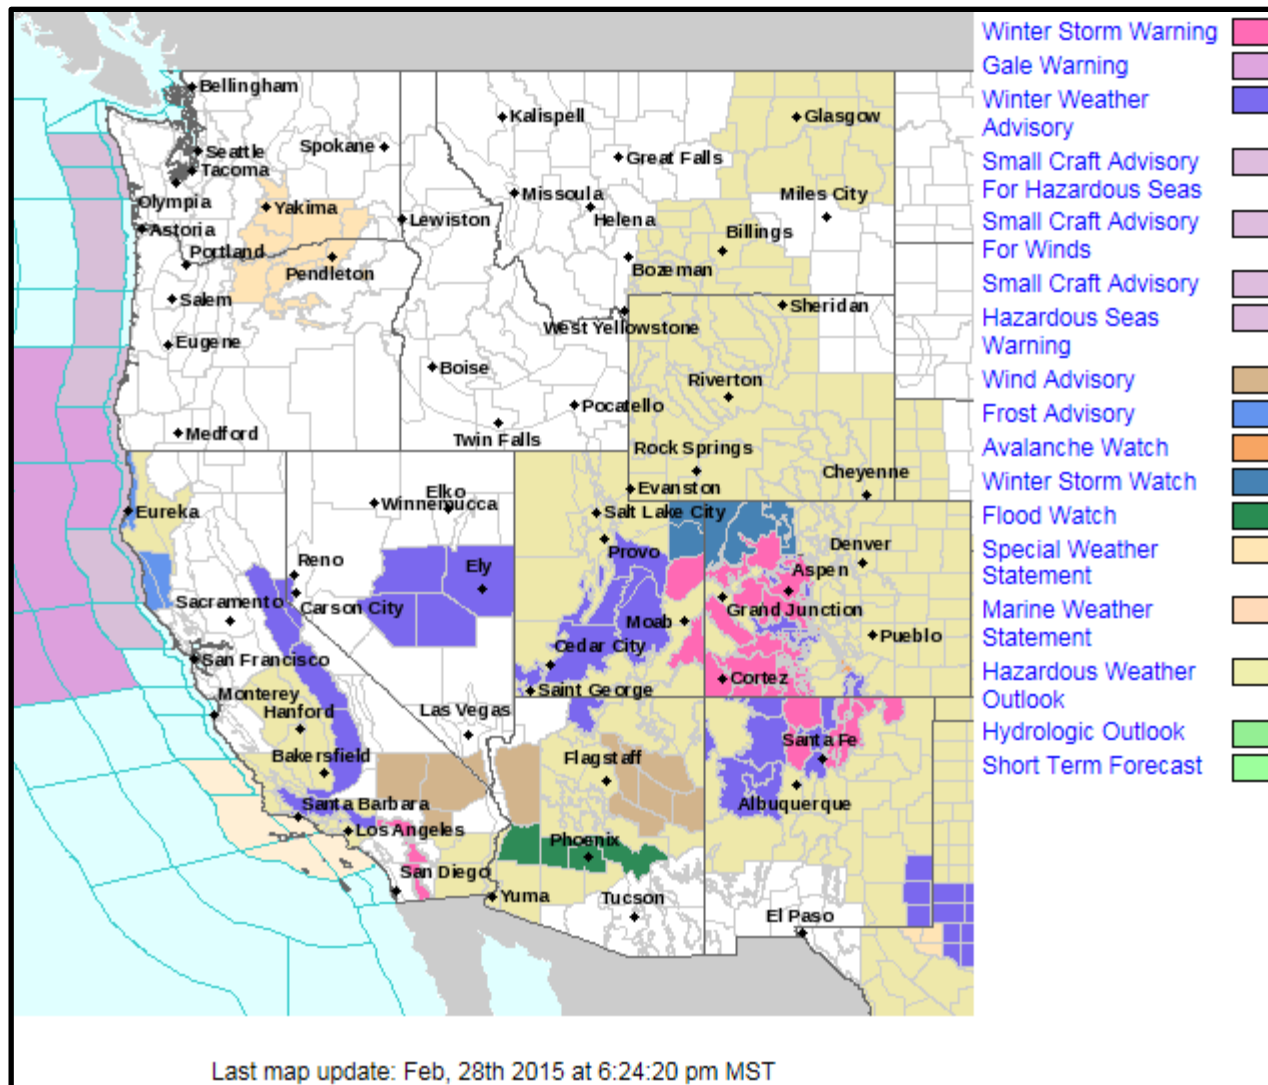 Winter Storm Warning
Gale Warning
Winter Weather
Advisory
Small Craft Advisory
For Hazardous Seas
Small Craft Advisory
For Winds
Small Craft Advisory
Hazardous Seas
Warning
Wind Advisory
Frost Advisory
Avalanche Watch
Winter Storm Watch
Flood Watch
Special Weather
Statement
Marine Weather
Statement
Hazardous Weather
Outlook
Hydrologic Outlook
Short Term Forecast
Bellingham
Kalispell
Glasgow
Seattle
Spokane
Great Falls
Tacoma
Missoula
Miles City
Olympia
Yakima
Lewiston
Helena
Astoria
Billings
Portland
Pendleton
Bozeman
Salem
Sheridan
West Yellowstone
Eugene
Boise
Riverton
Pocatello
Medford
Twin Falls
Rock Springs
Cheyenne
Evanston
Elko
Winnemucca
Eureka
Salt Lake City
Provo
Denver
Reno
Ely
Aspen
Sacramento
Carson City
Grand Junction
Moab
Pueblo
Cedar City
San Francisco
Cortez
Saint George
Monterey
Hanford
Las Vegas
Santa Fe
Bakersfield
Flagstaff
Santa Barbara
Albuquerque
Los Angeles
Phoenix
San Diego
Yuma
Tucson
El Paso
Last map update: Feb, 28th 2015 at 6:24:20 pm MST